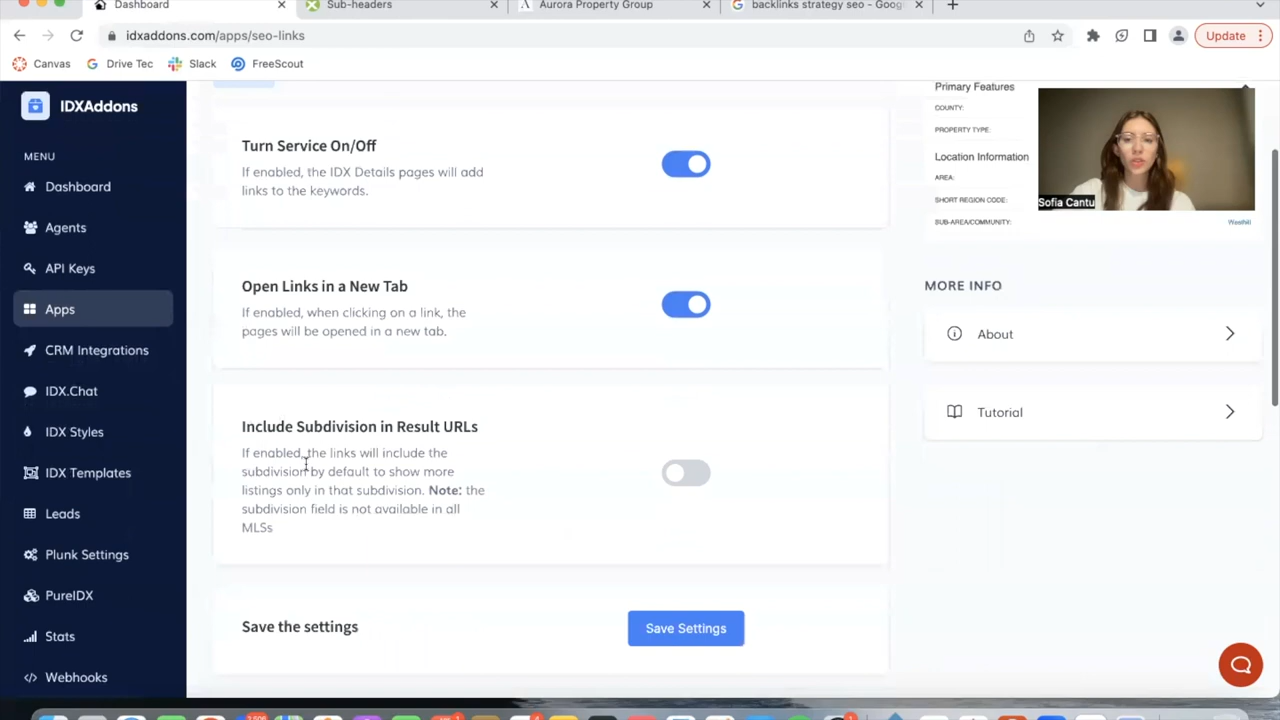 Dashboard
Sub-headers
Aurora Property Group
backlinks strategy seo - Goog
idxaddons.com/apps/seo-links
Update
Canvas
Drive Tec
Slack
FreeScout
IDXAddons
MENU
Dashboard
Agents
API Keys
Apps
CRM Integrations
IDX.Chat
IDX Styles
IDX Templates
Leads
Plunk Settings
PureIDX
Stats
Webhooks
Turn Service On/Off
If enabled, the IDX Details pages will add
links to the keywords.
Open Links in a New Tab
If enabled, when clicking on a link, the
pages will be opened in a new tab.
Include Subdivision in Result URLs
If enabled, the links will include the
subdivision by default to show more
listings only in that subdivision. Note: the
subdivision field is not available in all
MLSs
Save the settings
Save Settings
Primary Features
COUNTY:
PROPERTY TYPE:
Location Information
AREA:
SHORT REGION CODE:
SUB-AREA/COMMUNITY:
Westhill
Sofia Cantu
MORE INFO
About
Tutorial